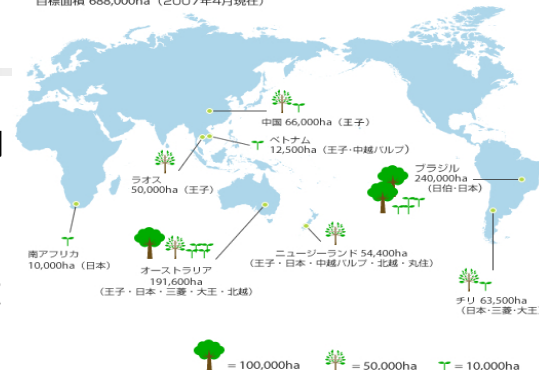 目標面積 688,000ha（2007年4月現在）
中国 66,000ha（王子）
ベトナム
12,500ha（王子・中越パルプ）
ラオス
50,000ha（王子）
ブラジル
240,000ha
（日伯・日本）
南アフリカ
10,000ha（日本）
オーストラリア
191,600ha
（王子・日本・三菱・大王・北越）
ニュージーランド 54,400ha
（王子・日本・中越パルプ・北越・丸住）
チリ 63,500ha
（日本・三菱・大王
＝100,000ha
＝50,000ha
＝10,000ha